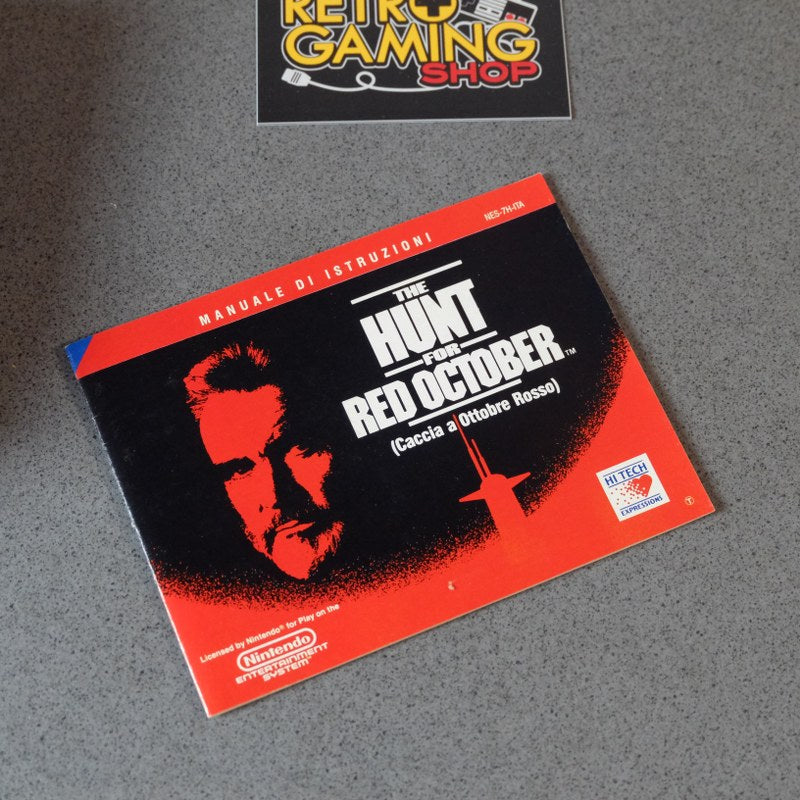 RETRO
GAMING
SHOP
MANUALE DI ISTRUZIONI
NES-7H-ITA
THE
HUNT
FOR
RED OCTOBER™
(Caccia a Ottobre Rosso)
HI TECH
EXPRESSIONS
T
Licensed by Nintendo® for Play on the
Nintendo
ENTERTAINMENT
SYSTEM®